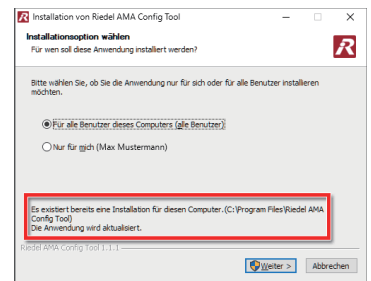 Installation von Riedel AMA Config Tool
Installationsoption wählen
Für wen soll diese Anwendung installiert werden?
Bitte wählen Sie, ob Sie die Anwendung nur für sich oder für alle Benutzer installieren
möchten.
Für alle Benutzer dieses Computers (alle Benutzer)
Nur für mich (Max Mustermann)
Es existiert bereits eine Installation für diesen Computer.(C:\Program Files\Riedel AMA
Config Tool)
Die Anwendung wird aktualisiert.
Riedel AMA Config Tool 1.1.1
Weiter >
Abbrechen